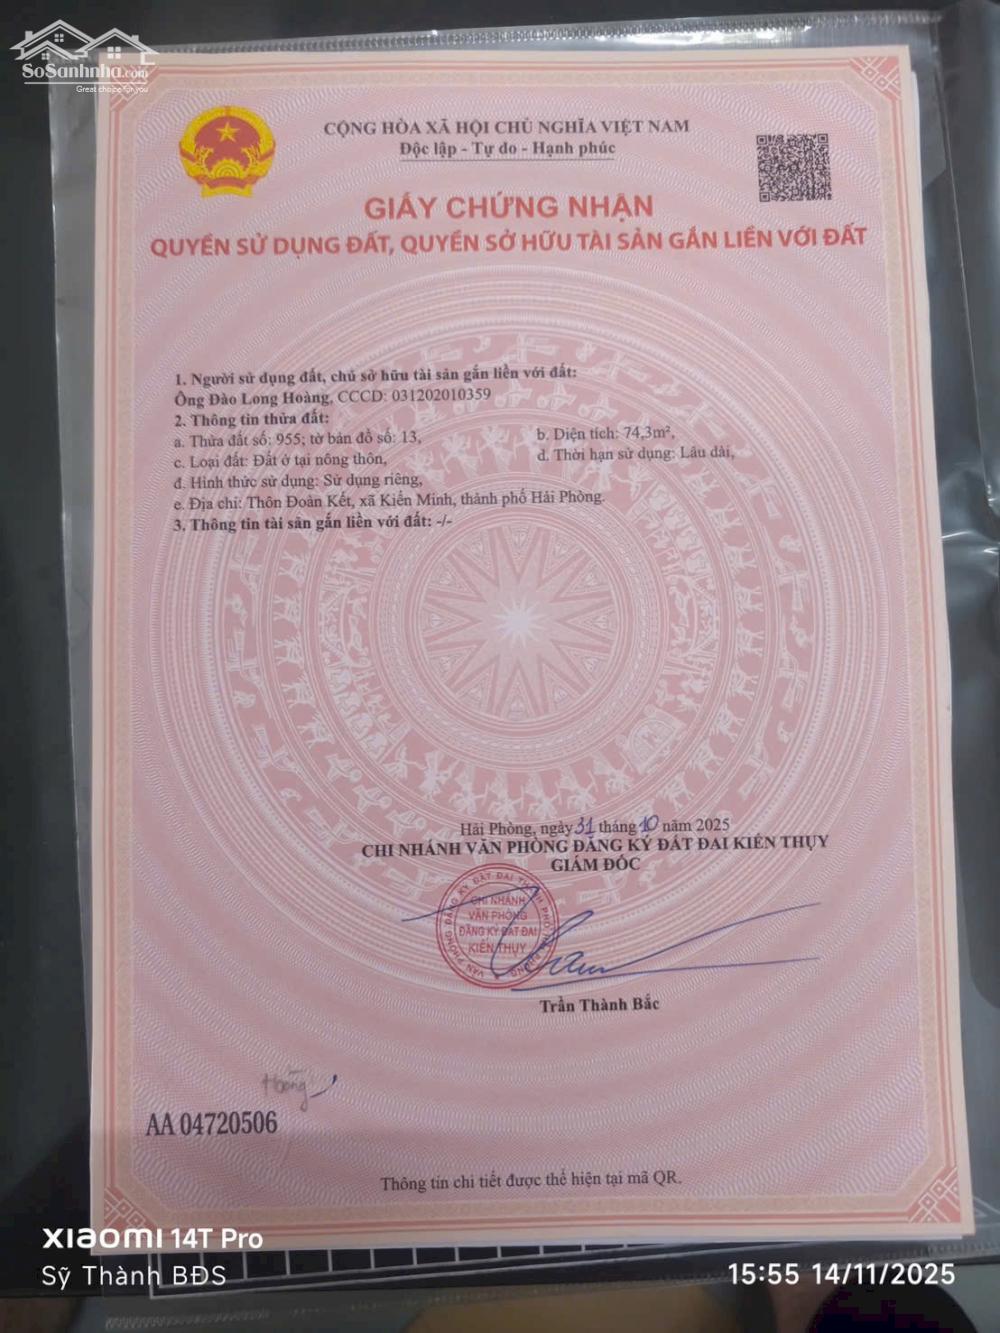 SoSanhnha.com
Great choice for you
CỘNG HÒA XÃ HỘI CHỦ NGHĨA VIỆT NAM
Độc lập - Tự do - Hạnh phúc
GIẤY CHỨNG NHẬN
QUYỀN SỬ DỤNG ĐẤT, QUYỀN SỞ HỮU TÀI SẢN GẮN LIỀN VỚI ĐẤT
1. Người sử dụng đất, chủ sở hữu tài sản gắn liền với đất:
Ông Đào Long Hoàng, CCCD: 031202010359
2. Thông tin thửa đất:
a. Thửa đất số: 955; tờ bản đồ số: 13, b. Diện tích: 74,3m²,
c. Loại đất: Đất ở tại nông thôn, d. Thời hạn sử dụng: Lâu dài,
đ. Hình thức sử dụng: Sử dụng riêng,
e. Địa chỉ: Thôn Đoàn Kết, xã Kiến Minh, thành phố Hải Phòng.
3. Thông tin tài sản gắn liền với đất: -/-
Hải Phòng, ngày 31 tháng 10 năm 2025
CHI NHÁNH VĂN PHÒNG ĐĂNG KÝ ĐẤT ĐAI KIẾN THỤY
GIÁM ĐỐC
CHI NHÁNH
VĂN PHÒNG
ĐĂNG KÝ ĐẤT ĐAI
KIẾN THỤY
Trần Thành Bắc
Hoàng
AA 04720506
Thông tin chi tiết được thể hiện tại mã QR.
XIAOMI 14T Pro
Sỹ Thành BĐS
15:55 14/11/2025